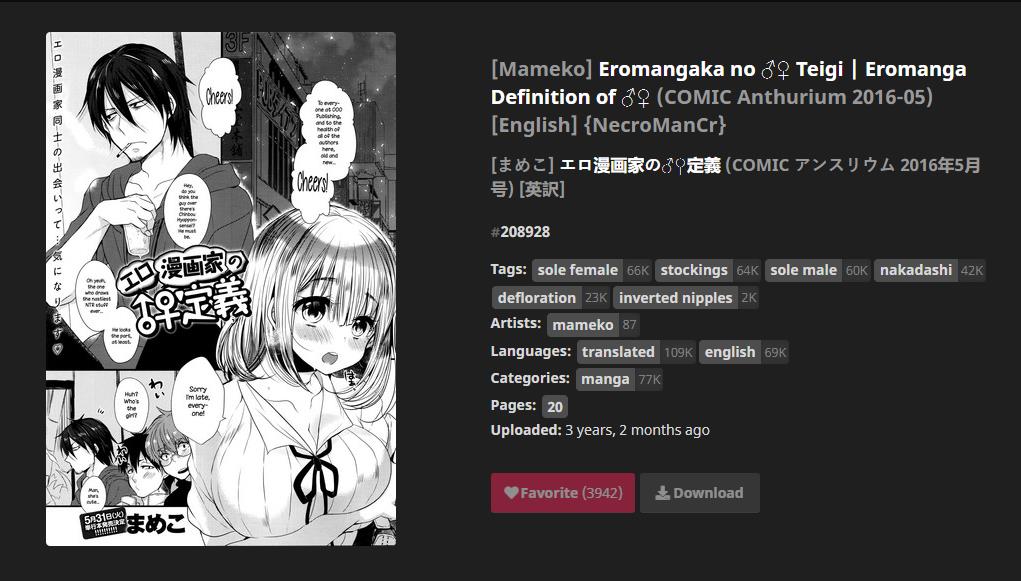 エロ漫画家同士の出会いって…気になります♡
3F
Cheers!
To every-
one at OOO
Publishing,
and to the
health of
all of the
authors
here,
old and
new...
Cheers!
Hey,
do you
think the
guy over
there's
Chinbou
Hyappon-
sensei?
He must
be.
Oh yeah,
the one
who draws
the nastiest
NTR stuff
ever...
He looks
the part,
at least.
エロ漫画家の
♂♀定義
Huh?
Who's
the
girl?
わい
Sorry
I'm late,
every-
one!
Man,
she's
cute..
5月31日(火)
単行本発売決定
!!!!!!!!!!
まめこ
[Mameko] Eromangaka no ♂♀ Teigi | Eromanga
Definition of ♂♀ (COMIC Anthurium 2016-05)
[English] {NecroManCr}
[まめこ] エロ漫画家の♂♀定義 (COMIC アンスリウム 2016年5月
号) [英訳]
#208928
Tags: sole female 66K stockings 64K sole male 60K nakadashi 42K
defloration 23K inverted nipples 2K
Artists: mameko 87
Languages: translated 109K english 69K
Categories: manga 77K
Pages: 20
Uploaded: 3 years, 2 months ago
Favorite (3942) Download